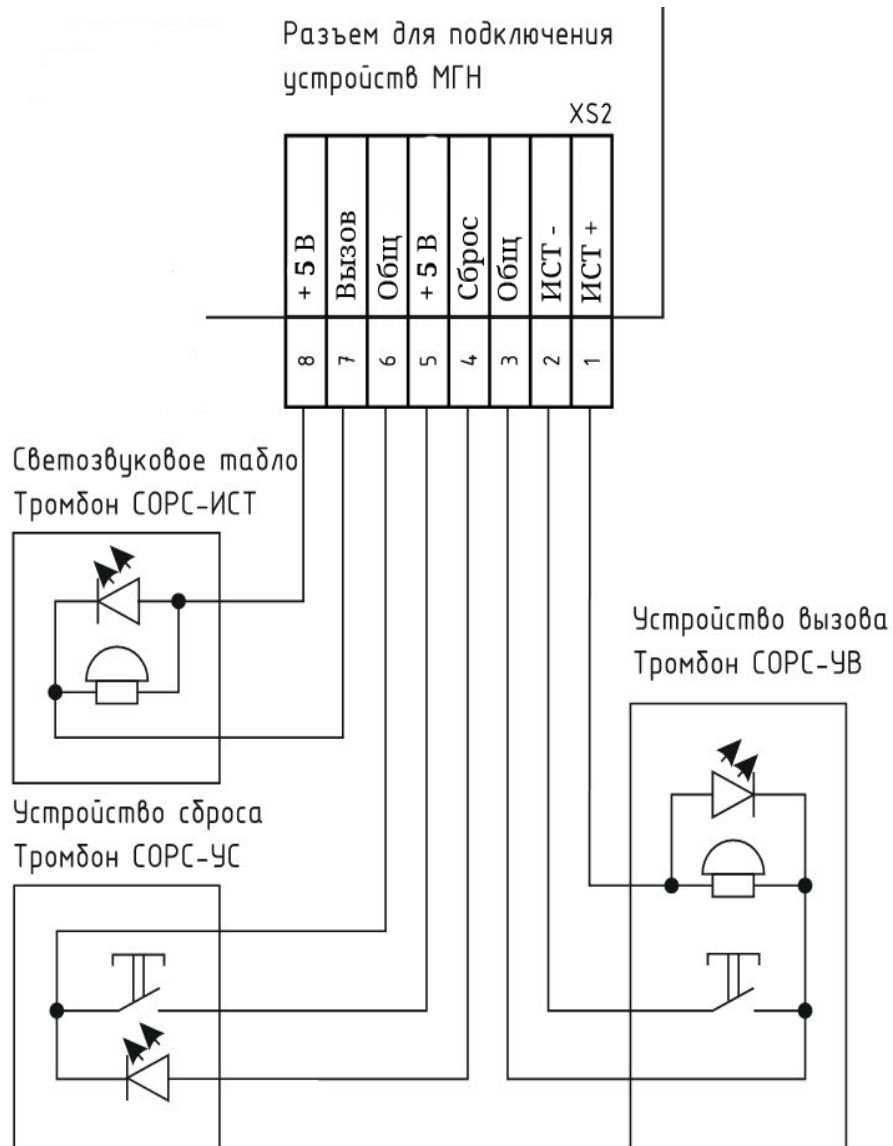 Разъем для подключения
устройств МГН
XS2
+ 5 В
Вызов
Общ
+ 5 В
Сброс
Общ
ИСТ -
ИСТ +
8
7
6
5
4
3
2
1
Светозвуковое табло
Тромбон СОРС-ИСТ
Устройство вызова
Тромбон СОРС-УВ
Устройство сброса
Тромбон СОРС-УС